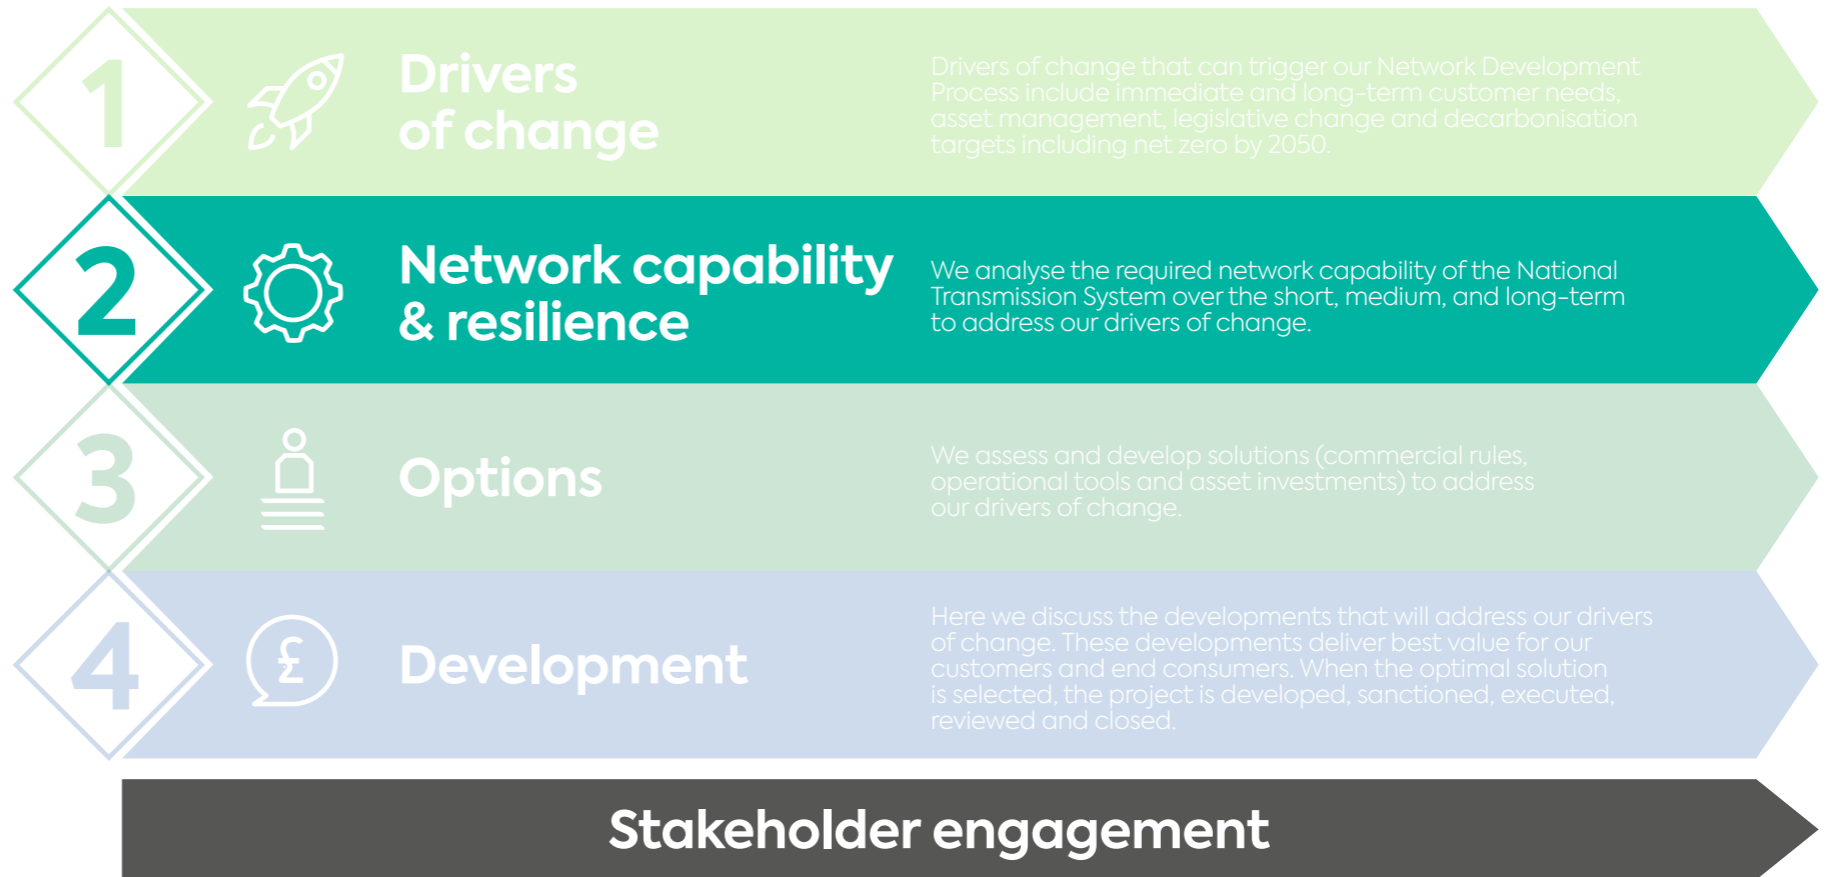 1
Drivers
of change
Drivers of change that can trigger our Network Development
Process include immediate and long-term customer needs,
asset management, legislative change and decarbonisation
targets including net zero by 2050.
2
Network capability
& resilience
We analyse the required network capability of the National
Transmission System over the short, medium, and long-term
to address our drivers of change.
3
Options
We assess and develop solutions (commercial rules,
operational tools and asset investments) to address
our drivers of change.
4
£
Development
Here we discuss the developments that will address our drivers
of change. These developments deliver best value for our
customers and end consumers. When the optimal solution
is selected, the project is developed, sanctioned, executed,
reviewed and closed.
Stakeholder engagement